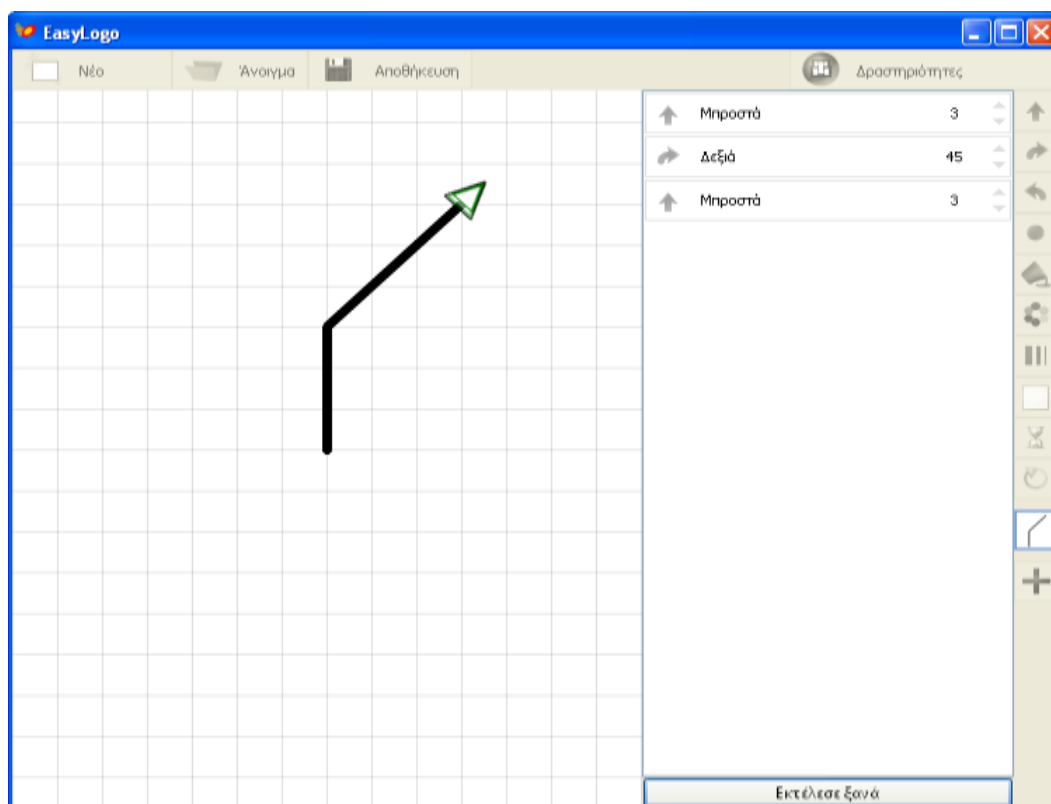 EasyLogo
Νέο Άνοιγμα Αποθήκευση Δραστηριότητες
Μπροστά 3
Δεξιά 45
Μπροστά 3
Εκτέλεσε ξανά